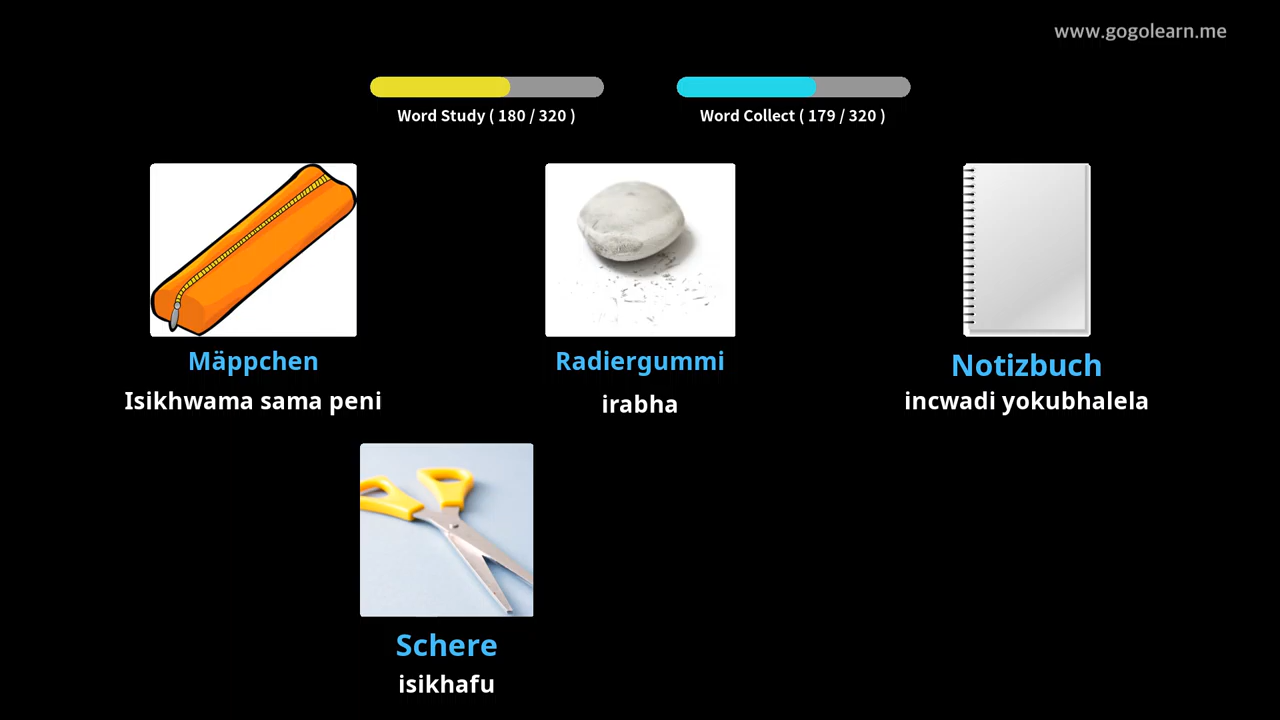 www.gogolearn.me
Word Study ( 180 / 320 )
Word Collect ( 179 / 320 )
Mäppchen
Isikhwama sama peni
Radiergummi
irabha
Notizbuch
incwadi yokubhalela
Schere
isikhafu